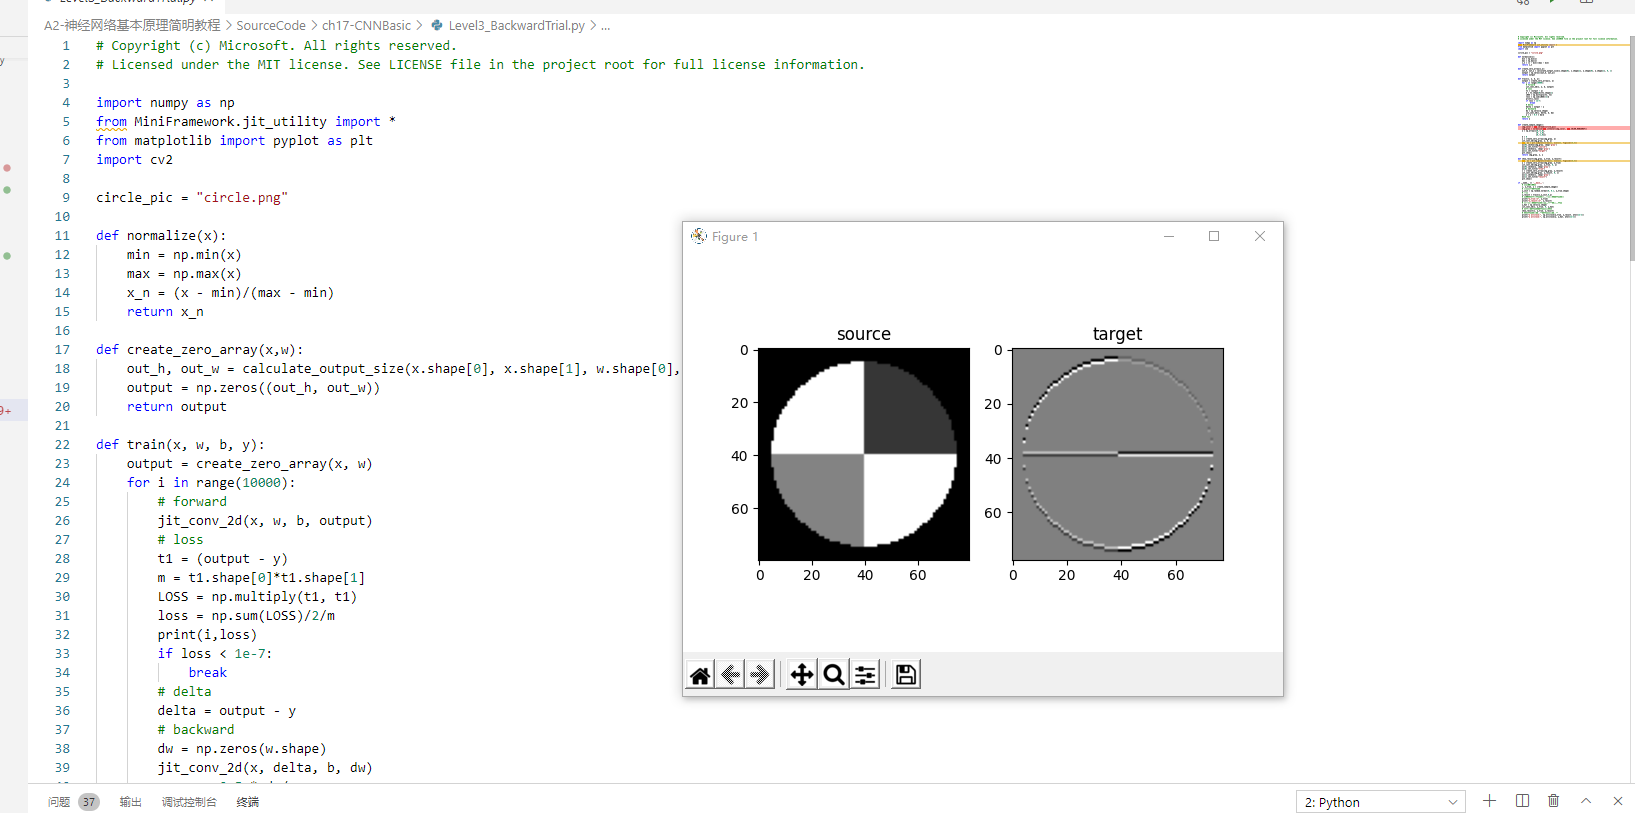 A2-神经网络基本原理简明教程 > SourceCode > ch17-CNNBasic > Level3_BackwardTrial.py > ...
1 # Copyright (c) Microsoft. All rights reserved.
2 # Licensed under the MIT license. See LICENSE file in the project root for full license information.
3
4 import numpy as np
5 from MiniFramework.jit_utility import *
6 from matplotlib import pyplot as plt
7 import cv2
8
9 circle_pic = "circle.png"
10
11 def normalize(x):
12     min = np.min(x)
13     max = np.max(x)
14     x_n = (x - min)/(max - min)
15     return x_n
16
17 def create_zero_array(x,w):
18     out_h, out_w = calculate_output_size(x.shape[0], x.shape[1], w.shape[0],
19     output = np.zeros((out_h, out_w))
20     return output
21
22 def train(x, w, b, y):
23     output = create_zero_array(x, w)
24     for i in range(10000):
25         # forward
26         jit_conv_2d(x, w, b, output)
27         # loss
28         t1 = (output - y)
29         m = t1.shape[0]*t1.shape[1]
30         LOSS = np.multiply(t1, t1)
31         loss = np.sum(LOSS)/2/m
32         print(i,loss)
33         if loss < 1e-7:
34             break
35         # delta
36         delta = output - y
37         # backward
38         dw = np.zeros(w.shape)
39         jit_conv_2d(x, delta, b, dw)
9+
Figure 1
source
target
0
20
40
60
0 20 40 60
0
20
40
60
0 20 40 60
问题 37 输出 调试控制台 终端
2: Python